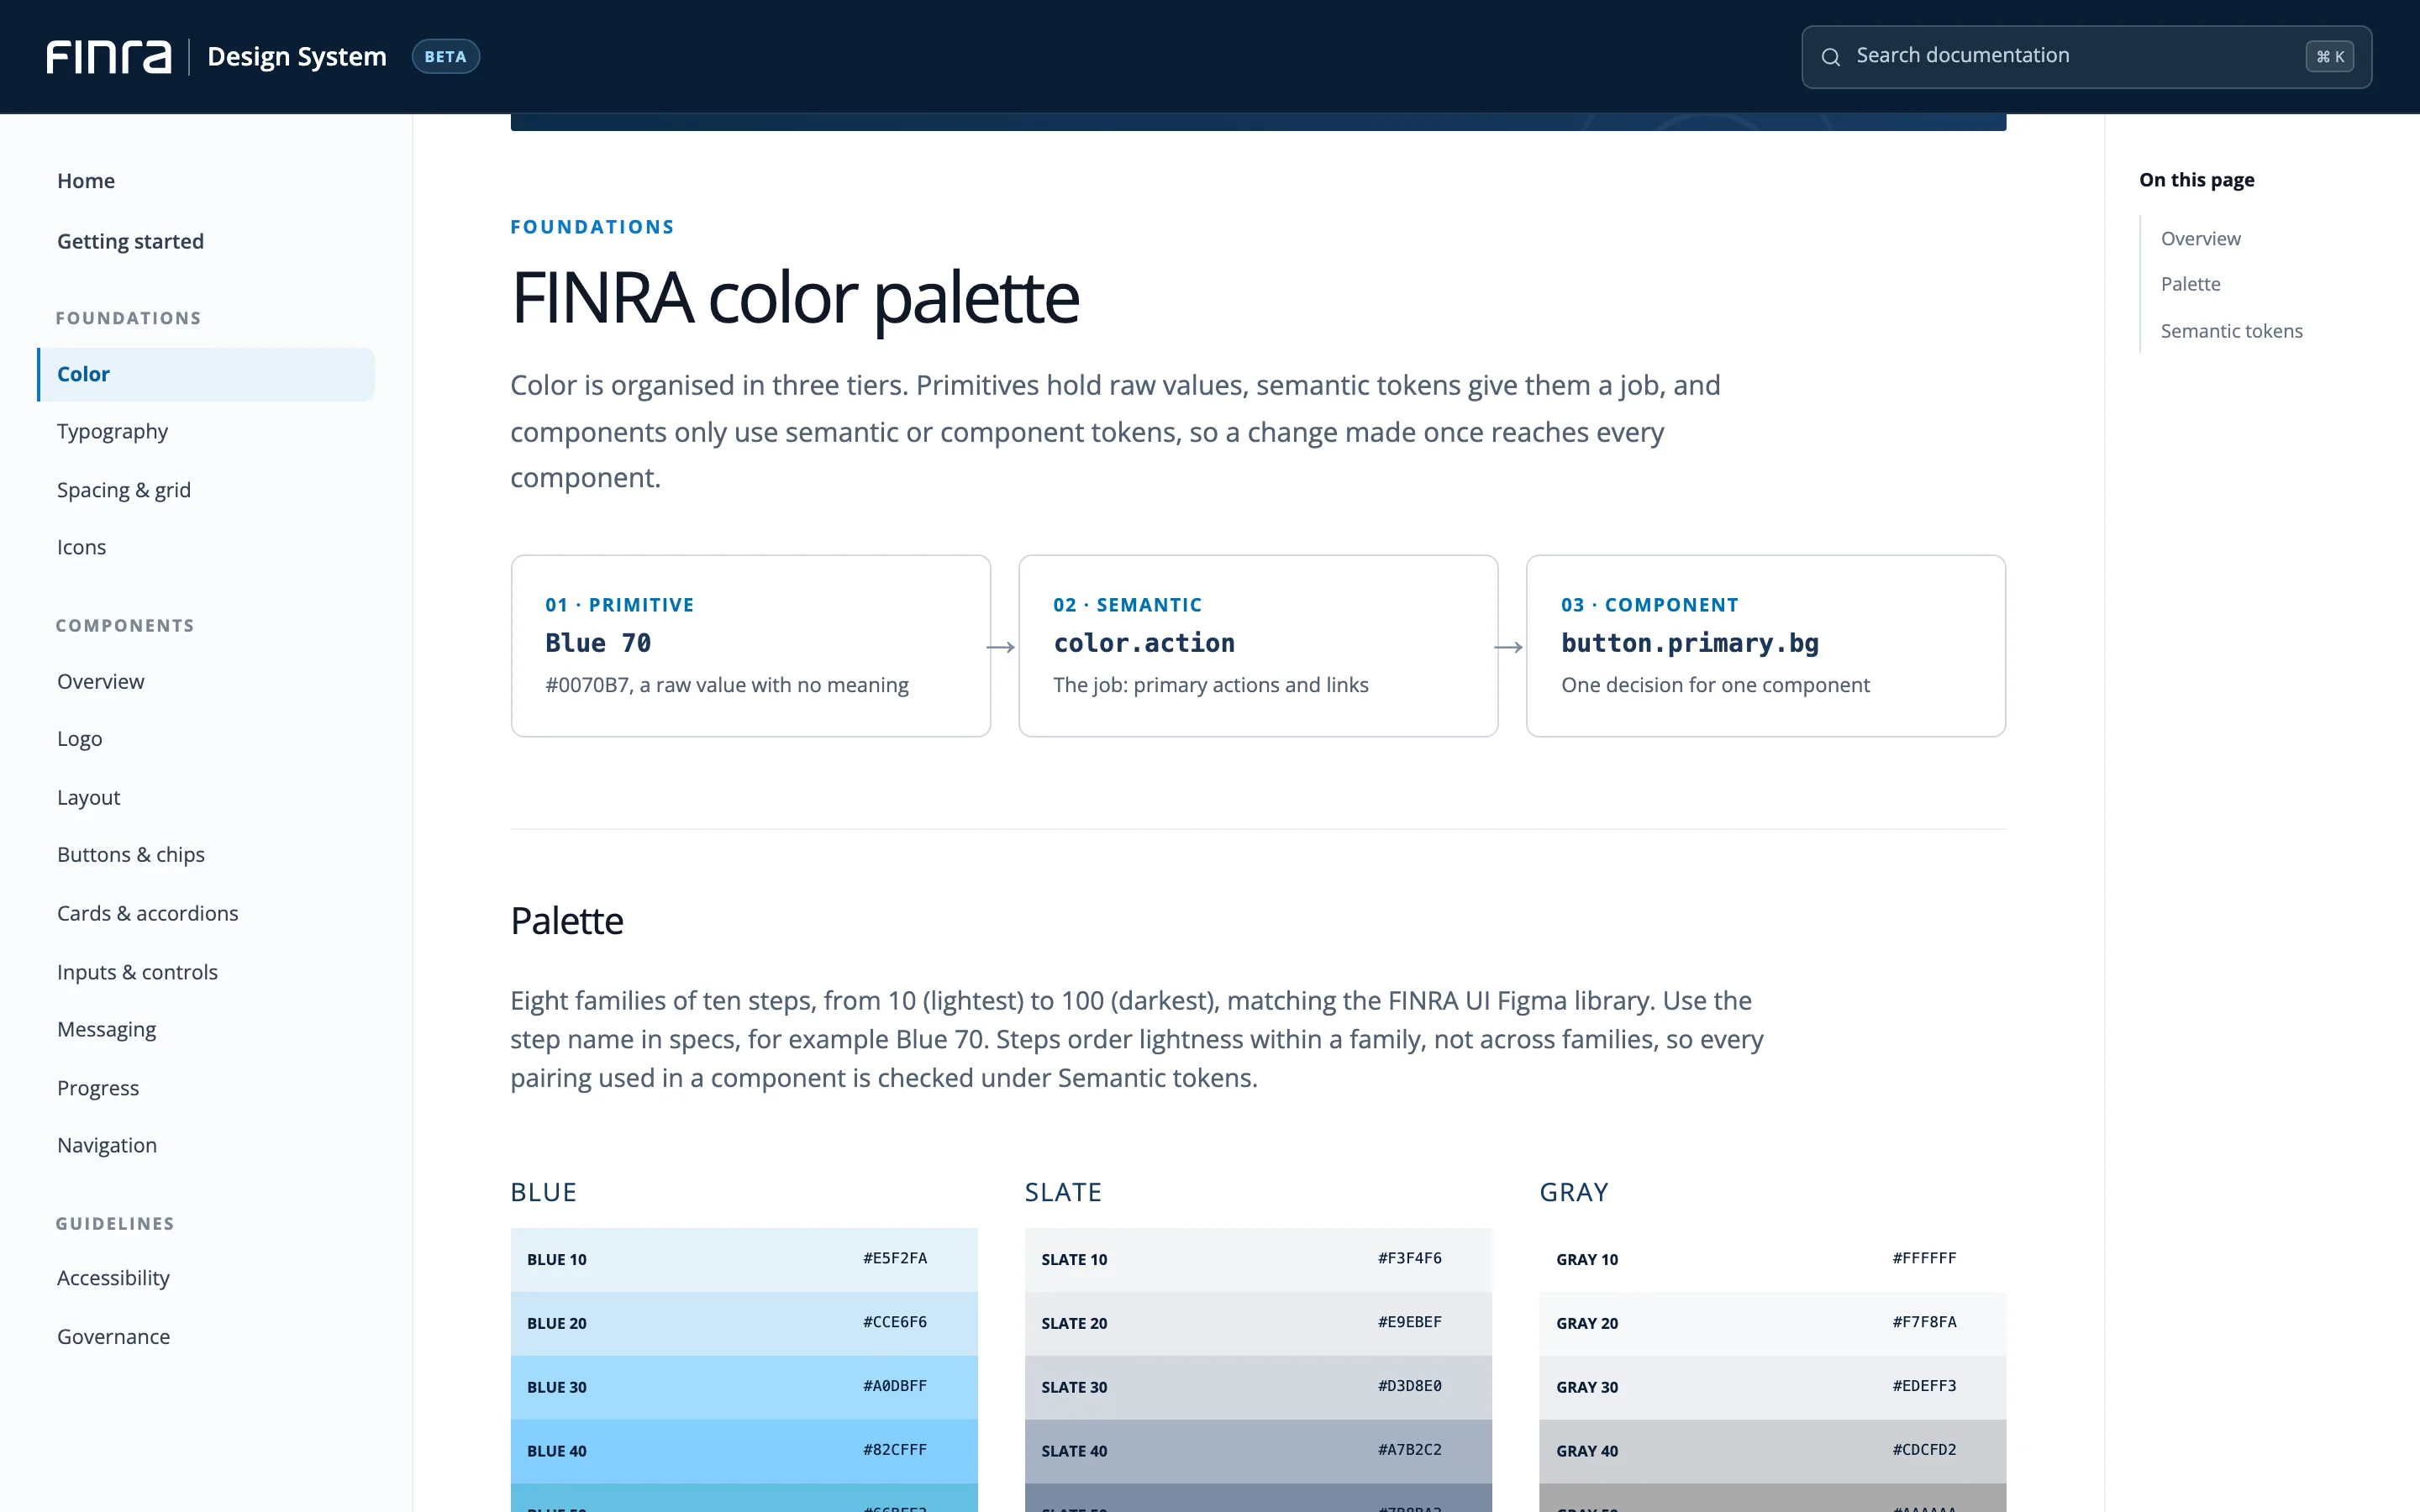 FINRA
Design System
BETA
Search documentation
⌘ K
Home
Getting started
FOUNDATIONS
Color
Typography
Spacing & grid
Icons
COMPONENTS
Overview
Logo
Layout
Buttons & chips
Cards & accordions
Inputs & controls
Messaging
Progress
Navigation
GUIDELINES
Accessibility
Governance
FOUNDATIONS
FINRA color palette
Color is organised in three tiers. Primitives hold raw values, semantic tokens give them a job, and
components only use semantic or component tokens, so a change made once reaches every
component.
01 · PRIMITIVE
Blue 70
#0070B7, a raw value with no meaning
→
02 · SEMANTIC
color.action
The job: primary actions and links
→
03 · COMPONENT
button.primary.bg
One decision for one component
Palette
Eight families of ten steps, from 10 (lightest) to 100 (darkest), matching the FINRA UI Figma library. Use the
step name in specs, for example Blue 70. Steps order lightness within a family, not across families, so every
pairing used in a component is checked under Semantic tokens.
BLUE
BLUE 10 #E5F2FA
BLUE 20 #CCE6F6
BLUE 30 #A0DBFF
BLUE 40 #82CFFF
SLATE
SLATE 10 #F3F4F6
SLATE 20 #E9EBEF
SLATE 30 #D3D8E0
SLATE 40 #A7B2C2
GRAY
GRAY 10 #FFFFFF
GRAY 20 #F7F8FA
GRAY 30 #EDEFF3
GRAY 40 #CDCFD2
On this page
Overview
Palette
Semantic tokens